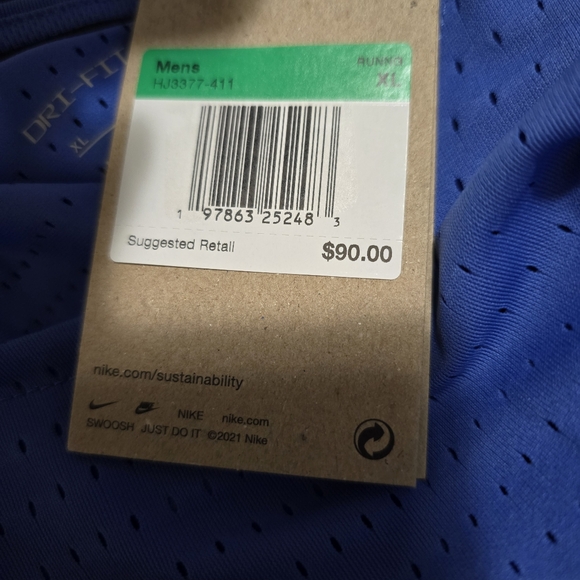 Mens RUNNG
HJ3377-411 XL
DRI-FIT
XL
1 97863 25248 3
Suggested Retail $90.00
nike.com/sustainability
NIKE nike.com
SWOOSH JUST DO IT ©2021 Nike